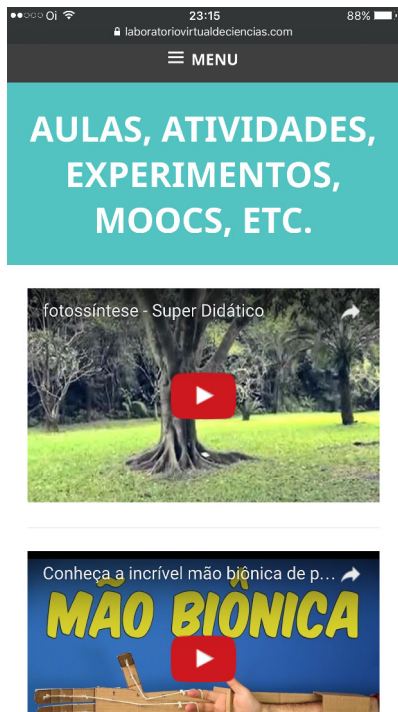 Oi 23:15 88%
laboratoriovirtualdeciencias.com
MENU
AULAS, ATIVIDADES,
EXPERIMENTOS,
MOOCS, ETC.
fotossíntese - Super Didático
Conheça a incrível mão biônica de p...
MÃO BIÔNICA